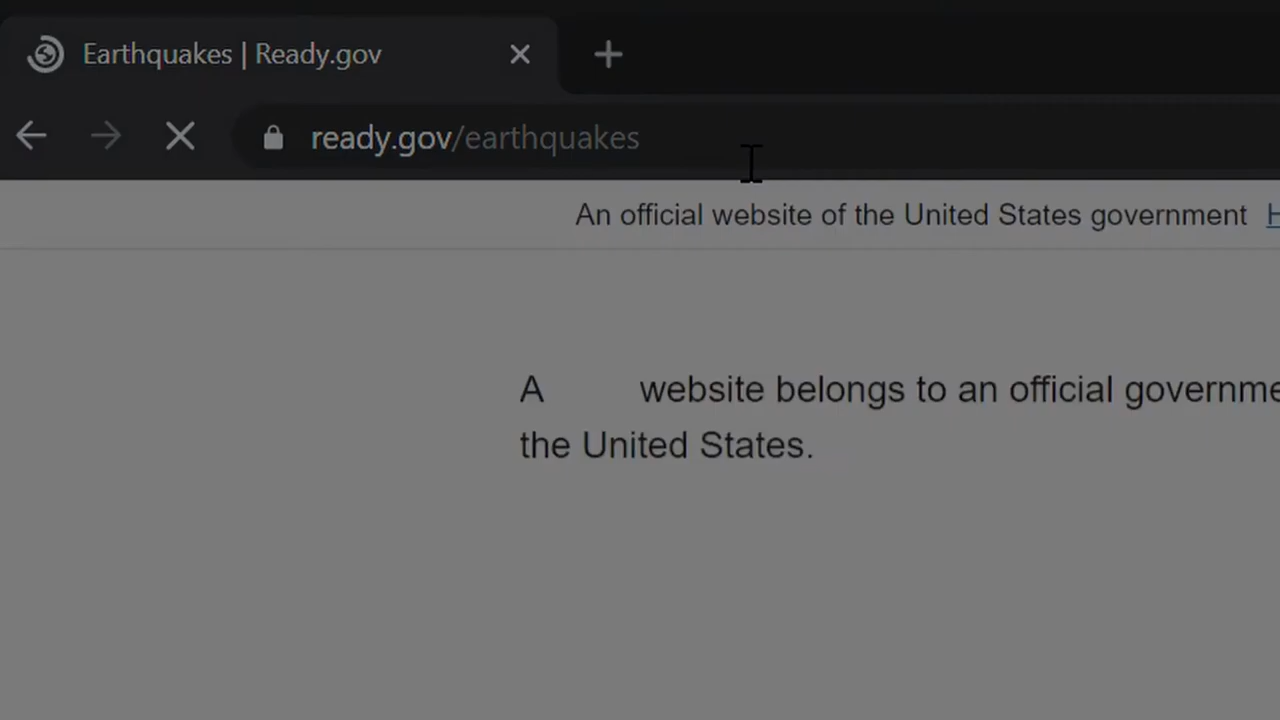 Earthquakes | Ready.gov
ready.gov/earthquakes
An official website of the United States government
A website belongs to an official
the United States.